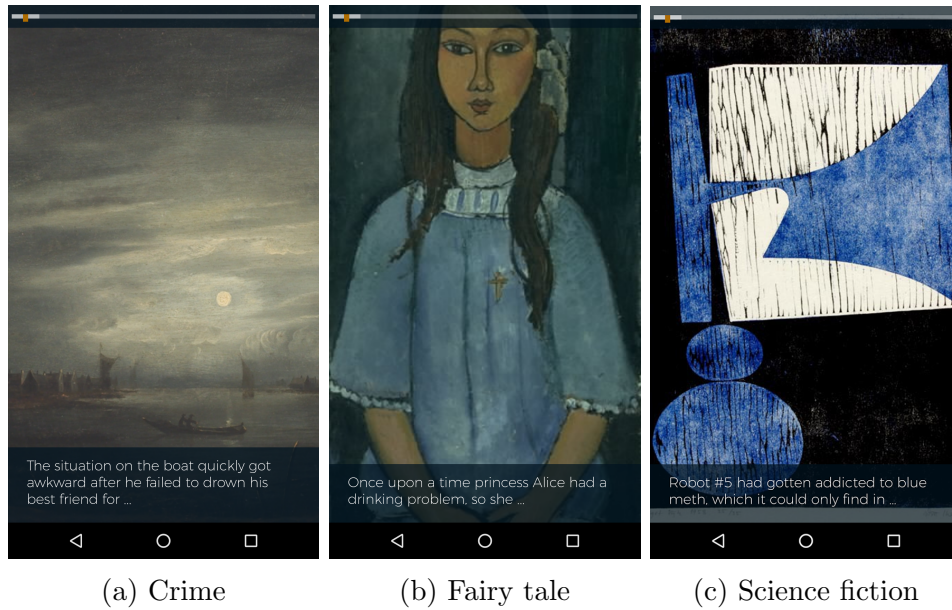 The situation on the boat quickly got
awkward after he failed to drown his
best friend for ...
Once upon a time princess Alice had a
drinking problem, so she ...
Robot #5 had gotten addicted to blue
meth, which it could only find in ...
(a) Crime
(b) Fairy tale
(c) Science fiction